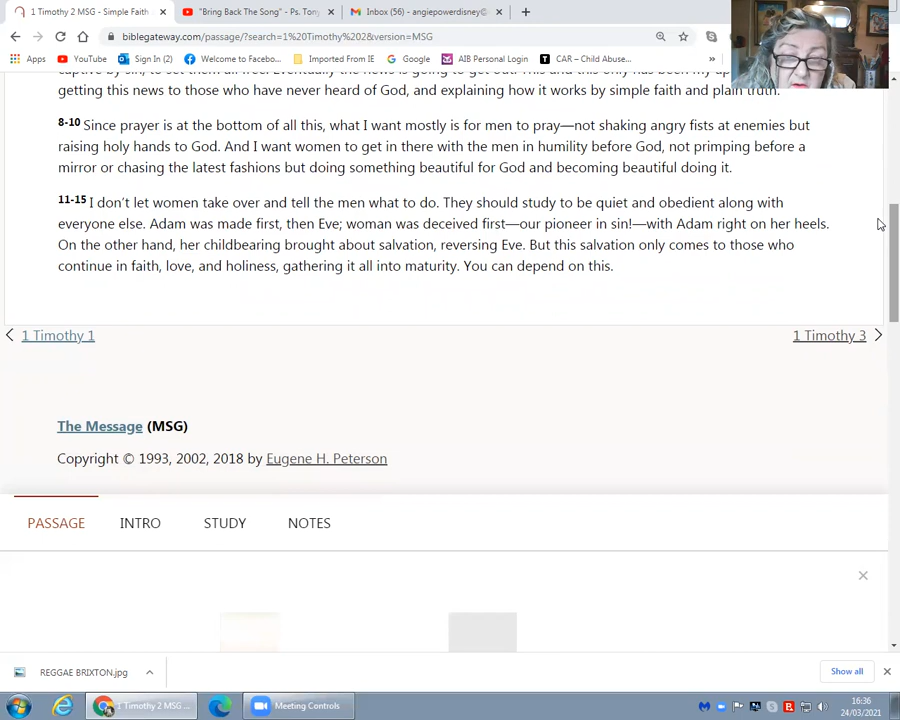 1 Timothy 2 MSG - Simple Faith
"Bring Back The Song" - Ps. Tony
Inbox (56) - angiepowerdisney@
biblegateway.com/passage/?search=1%20Timothy%202&version=MSG
Apps YouTube Sign In (2) Welcome to Facebo... Imported From IE Google AIB Personal Login CAR – Child Abuse... »
getting this news to those who have never heard of God, and explaining how it works by simple faith and plain truth.
8-10 Since prayer is at the bottom of all this, what I want mostly is for men to pray—not shaking angry fists at enemies but
raising holy hands to God. And I want women to get in there with the men in humility before God, not primping before a
mirror or chasing the latest fashions but doing something beautiful for God and becoming beautiful doing it.
11-15 I don't let women take over and tell the men what to do. They should study to be quiet and obedient along with
everyone else. Adam was made first, then Eve; woman was deceived first—our pioneer in sin!—with Adam right on her heels.
On the other hand, her childbearing brought about salvation, reversing Eve. But this salvation only comes to those who
continue in faith, love, and holiness, gathering it all into maturity. You can depend on this.
1 Timothy 1
1 Timothy 3
The Message (MSG)
Copyright © 1993, 2002, 2018 by Eugene H. Peterson
PASSAGE INTRO STUDY NOTES
REGGAE BRIXTON.jpg
Show all
1 Timothy 2 MSG ...
Meeting Controls
16:36
24/03/2021